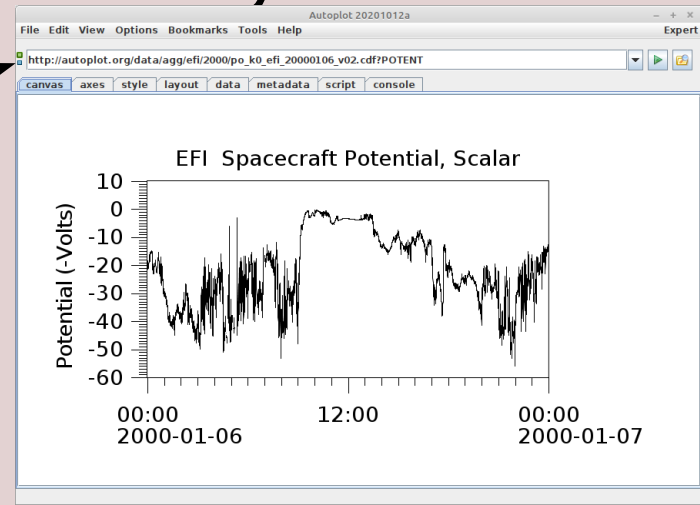 Autoplot 20201012a
File Edit View Options Bookmarks Tools Help Expert
http://autoplot.org/data/agg/efi/2000/po_k0_efi_20000106_v02.cdf?POTENT
canvas axes style layout data metadata script console
EFI  Spacecraft Potential, Scalar
Potential (-Volts)
10
0
-10
-20
-30
-40
-50
-60
00:00 12:00 00:00
2000-01-06 2000-01-07